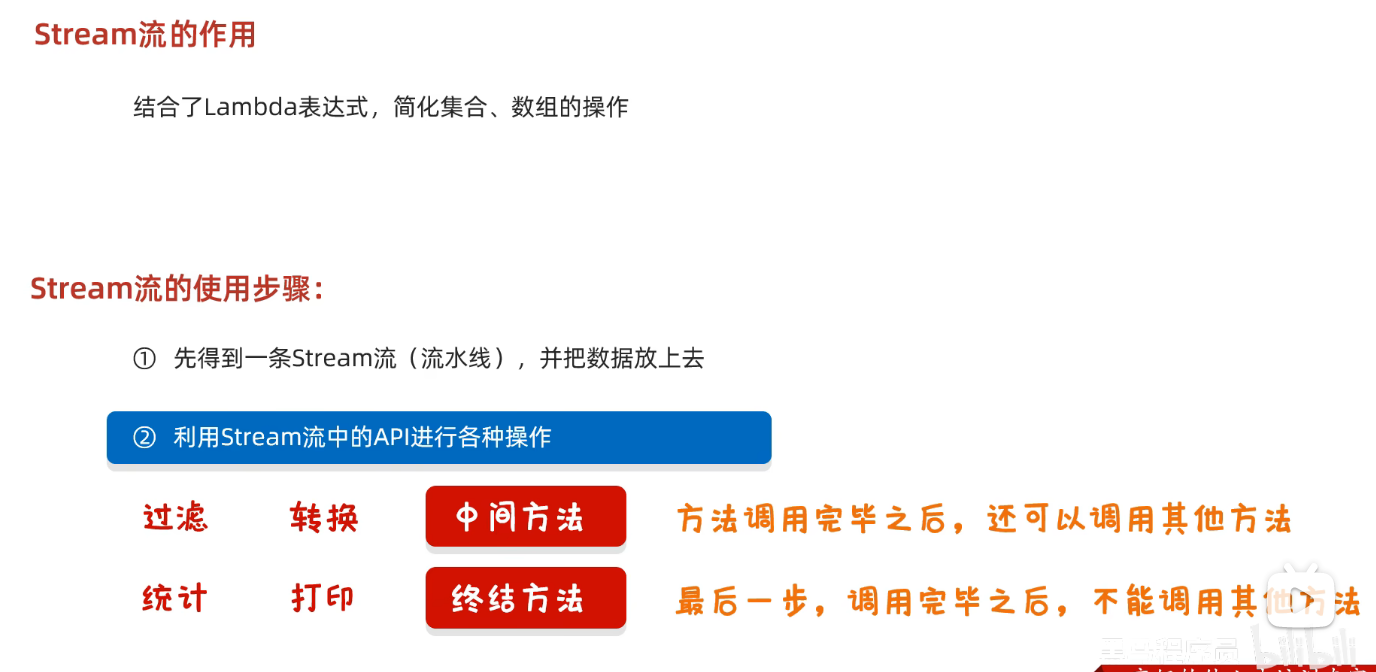 Stream流的作用
结合了Lambda表达式，简化集合、数组的操作
Stream流的使用步骤：
① 先得到一条Stream流（流水线），并把数据放上去
② 利用Stream流中的API进行各种操作
过滤 转换 中间方法 方法调用完毕之后，还可以调用其他方法
统计 打印 终结方法 最后一步，调用完毕之后，不能调用其他方法
bilibili